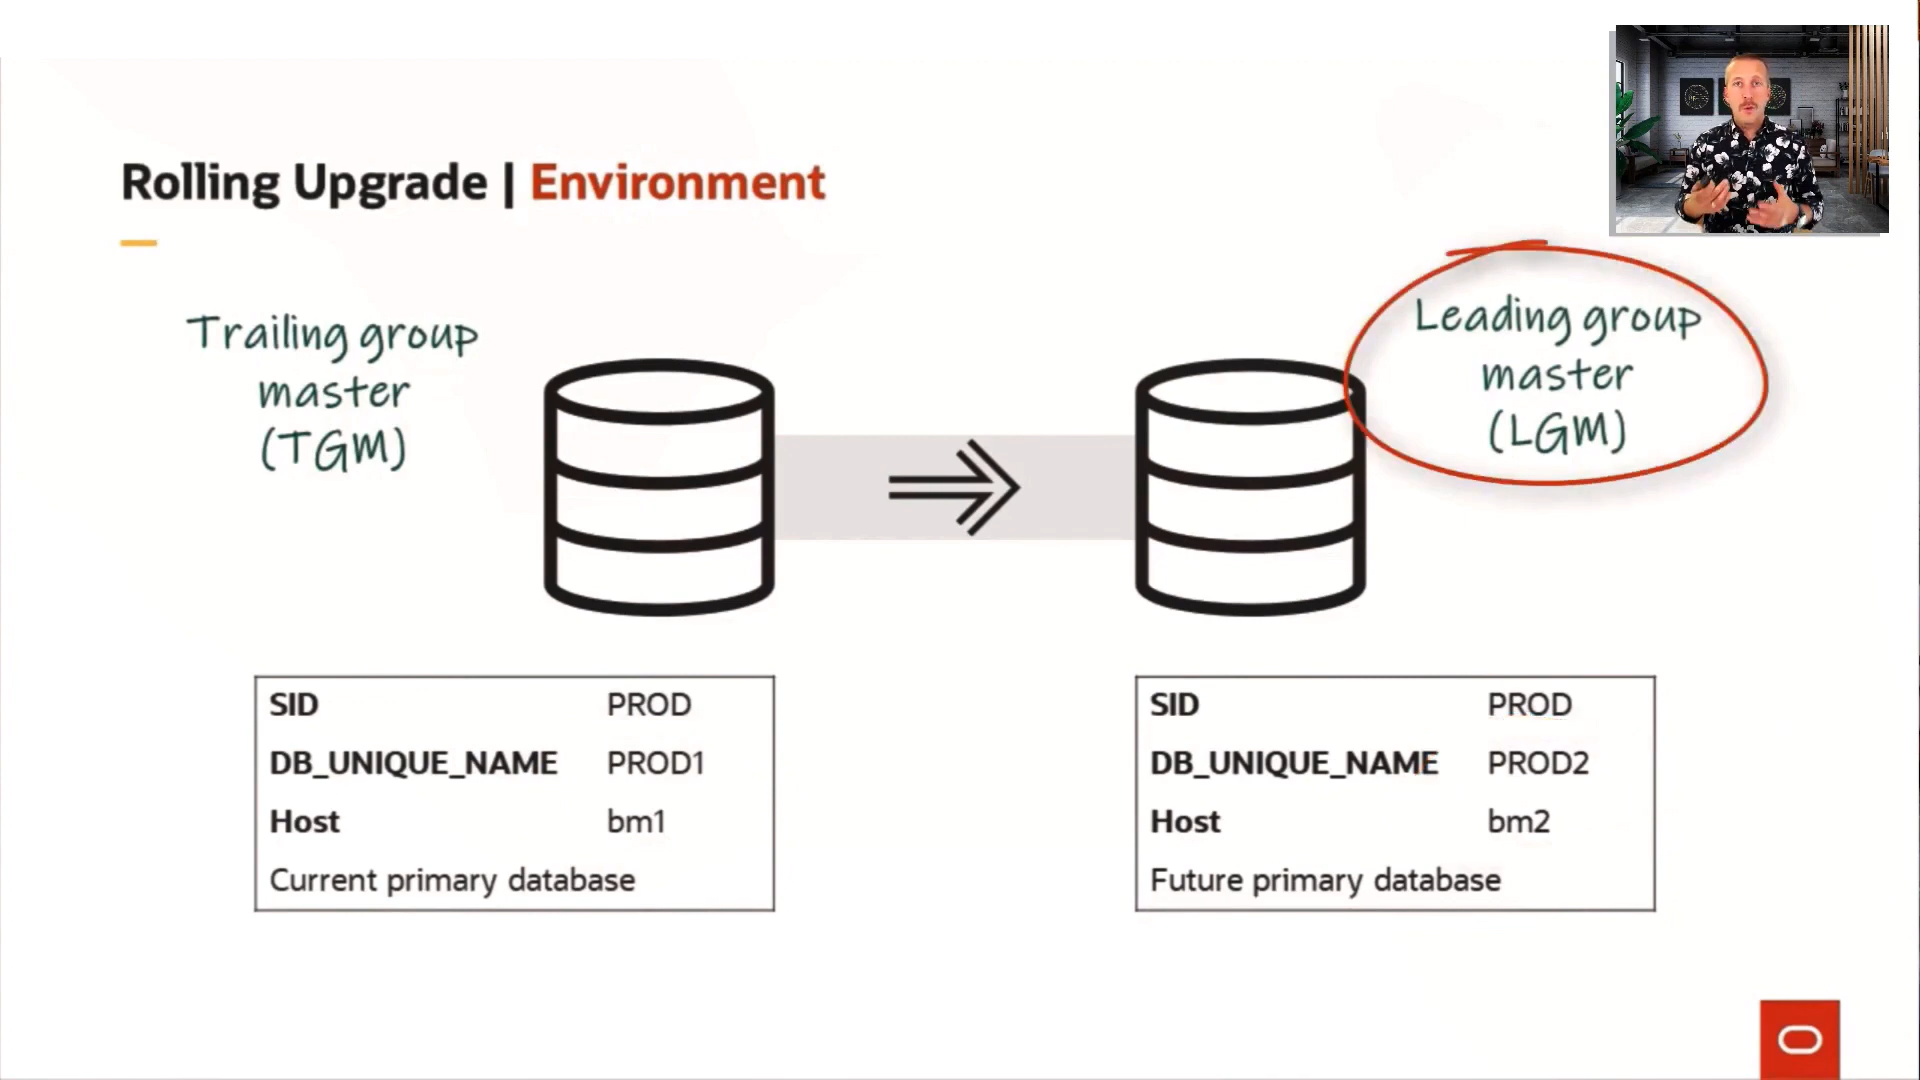 Rolling Upgrade | Environment
Trailing group
master
(TGM)
Leading group
master
(LGM)
SID PROD
DB_UNIQUE_NAME PROD1
Host bm1
Current primary database
SID PROD
DB_UNIQUE_NAME PROD2
Host bm2
Future primary database